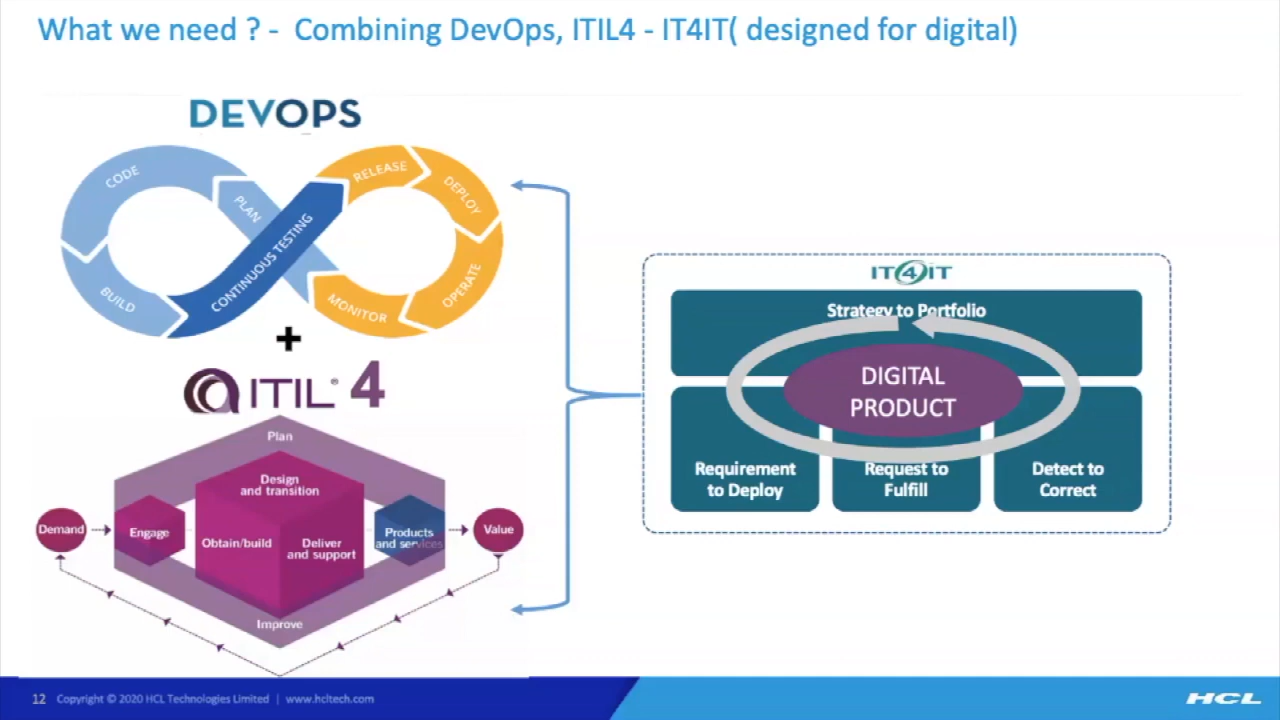 What we need ? - Combining DevOps, ITIL4 - IT4IT( designed for digital)
DEVOPS
CODE
PLAN
BUILD
CONTINUOUS TESTING
RELEASE
DEPLOY
OPERATE
MONITOR
+
ITIL® 4
Plan
Design
and transition
Demand
Engage
Obtain/build
Deliver
and support
Products
and services
Value
Improve
IT4IT
Strategy to Portfolio
DIGITAL
PRODUCT
Requirement
to Deploy
Request to
Fulfill
Detect to
Correct
12 Copyright © 2020 HCL Technologies Limited | www.hcltech.com
HCL